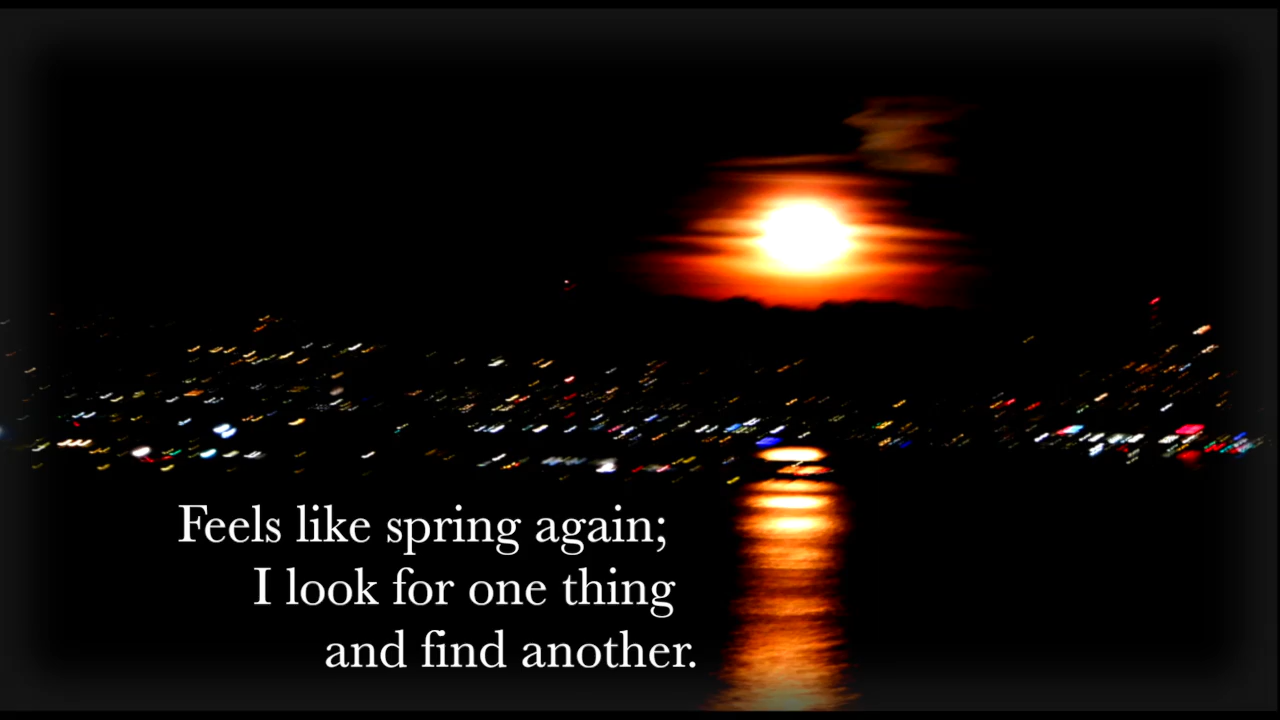 Feels like spring again;
I look for one thing
and find another.